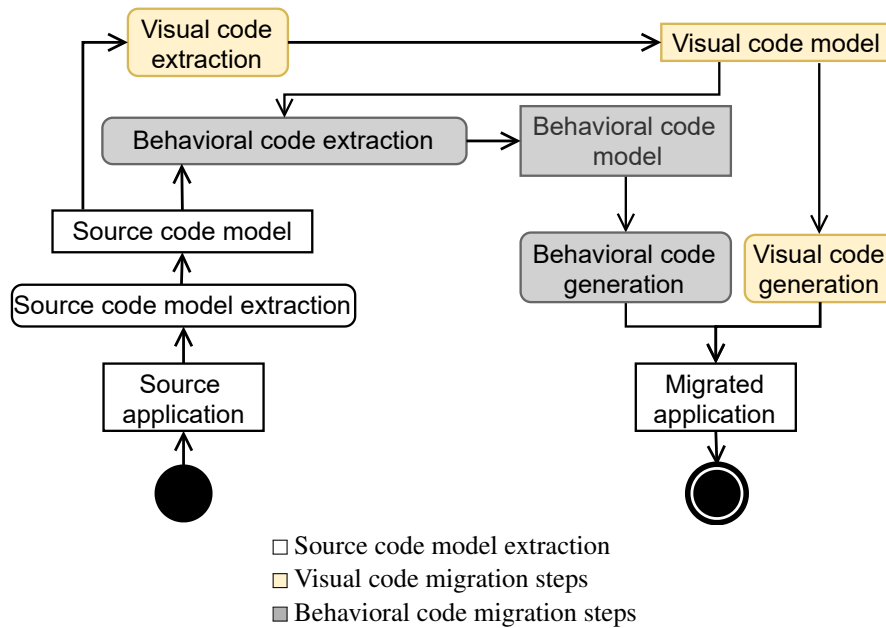 Visual code
extraction
Visual code model
Behavioral code extraction
Behavioral code
model
Source code model
Behavioral code
generation
Visual code
generation
Source code model extraction
Source
application
Migrated
application
Source code model extraction
Visual code migration steps
Behavioral code migration steps